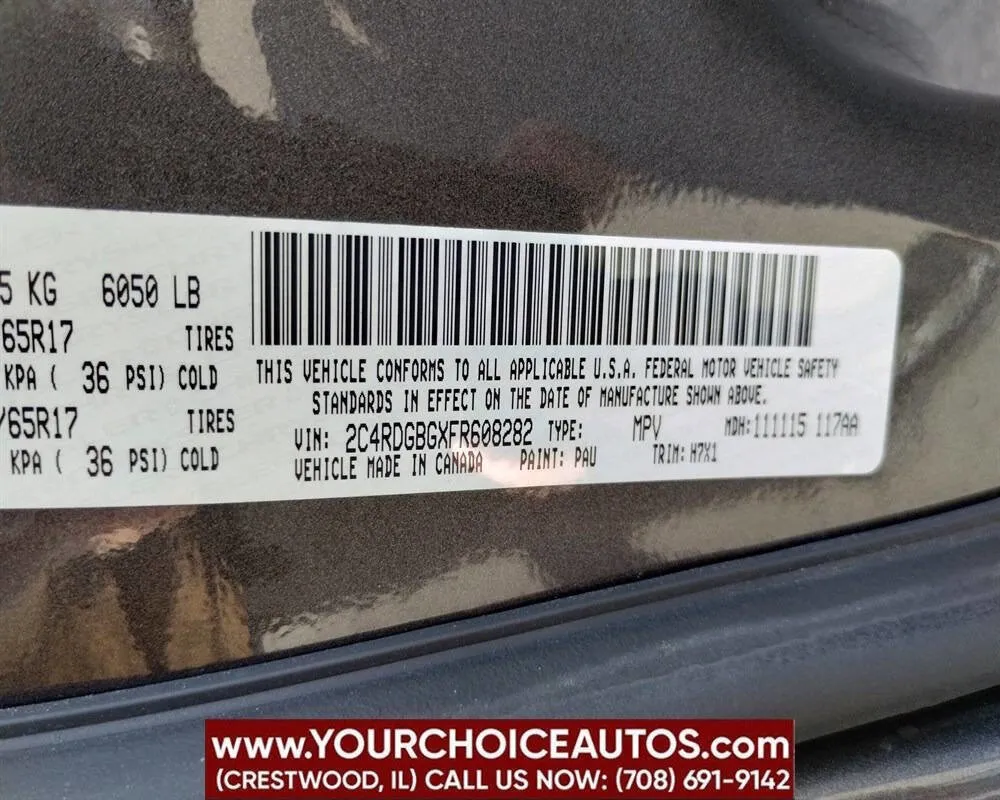 5 KG 6050 LB
65R17 TIRES
KPA ( 36 PSI) COLD
/65R17 TIRES
KPA ( 36 PSI) COLD
THIS VEHICLE CONFORMS TO ALL APPLICABLE U.S.A. FEDERAL MOTOR VEHICLE SAFETY
STANDARDS IN EFFECT ON THE DATE OF MANUFACTURE SHOWN ABOVE.
VIN: 2C4RDGBGXFR608282 TYPE: MPV MDH:111115 117AA
VEHICLE MADE IN CANADA PAINT: PAU TRIM: H7X1
www.YOURCHOICEAUTOS.com
(CRESTWOOD, IL) CALL US NOW: (708) 691-9142